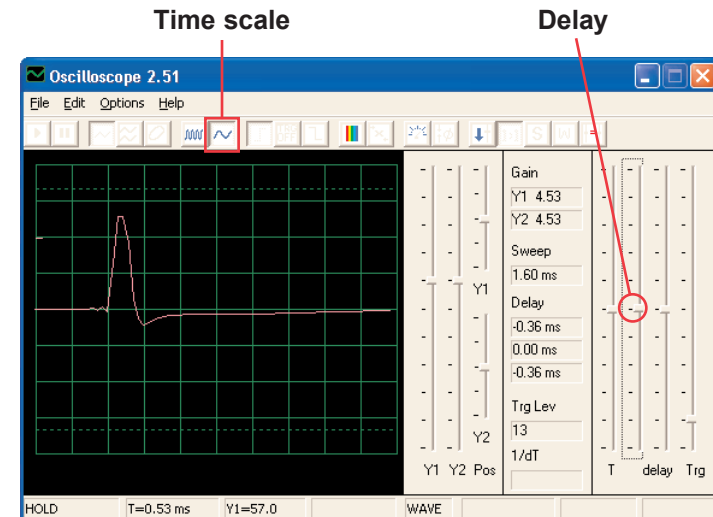 Time scale
Delay
Oscilloscope 2.51
File Edit Options Help
Gain
Y1 4.53
Y2 4.53
Sweep
1.60 ms
Y1
Delay
-0.36 ms
0.00 ms
-0.36 ms
Trg Lev
13
Y2
1/dT
Y1 Y2 Pos
T delay Trg
HOLD T=0.53 ms Y1=57.0 WAVE